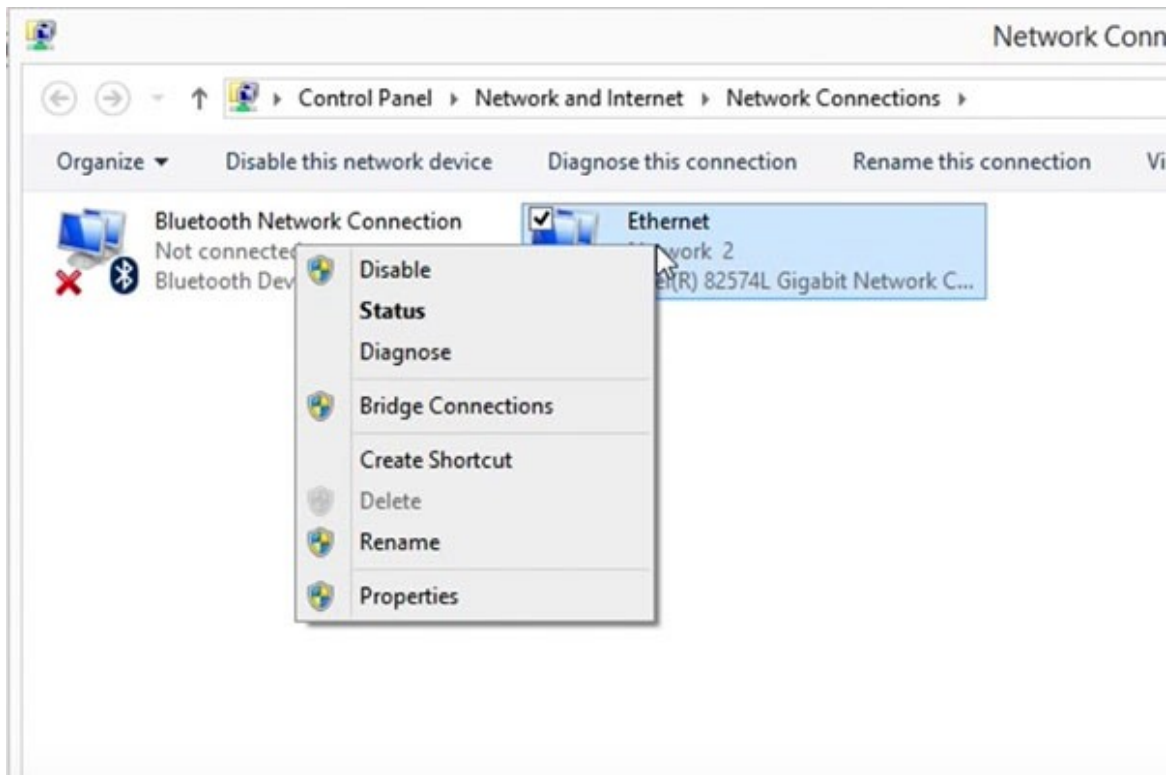 Network Conn
Control Panel Network and Internet Network Connections
Organize Disable this network device Diagnose this connection Rename this connection Vi
Bluetooth Network Connection
Not connected
Bluetooth Dev
Ethernet
2
82574L Gigabit Network C...
Disable
Status
Diagnose
Bridge Connections
Create Shortcut
Delete
Rename
Properties